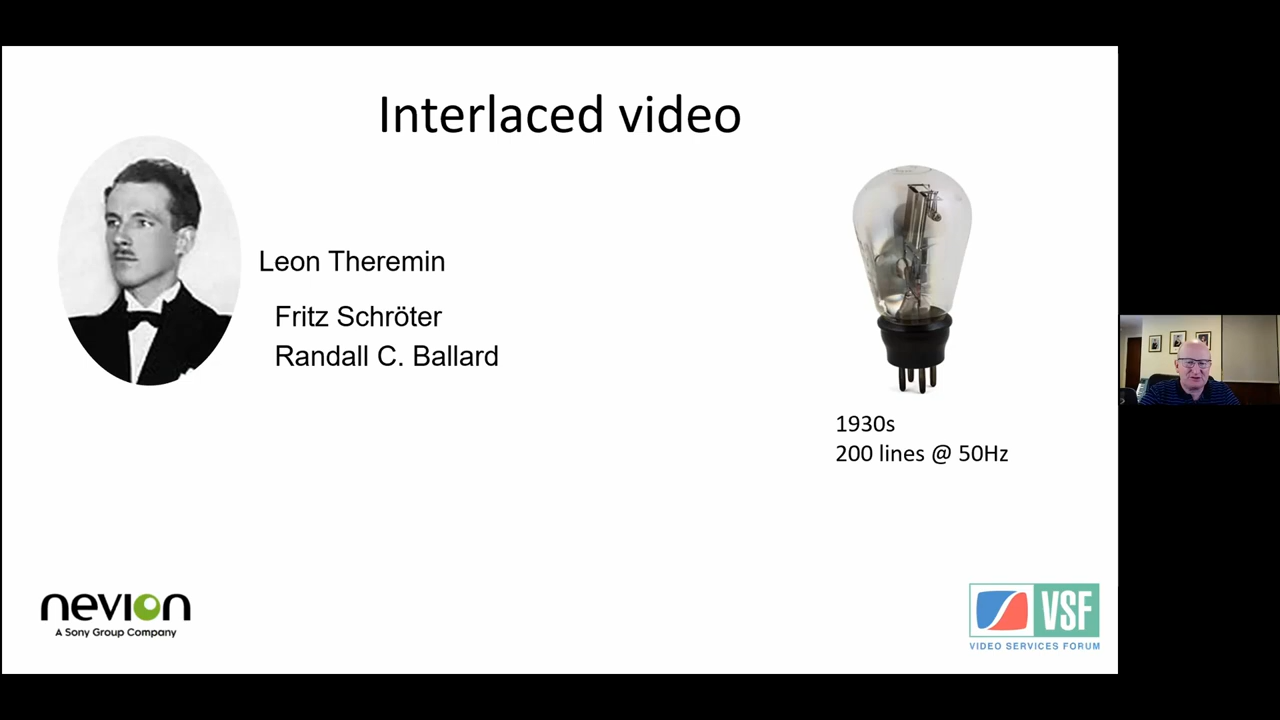 Interlaced video
Leon Theremin
Fritz Schröter
Randall C. Ballard
1930s
200 lines @ 50Hz
nevion
A Sony Group Company
VSF
VIDEO SERVICES FORUM